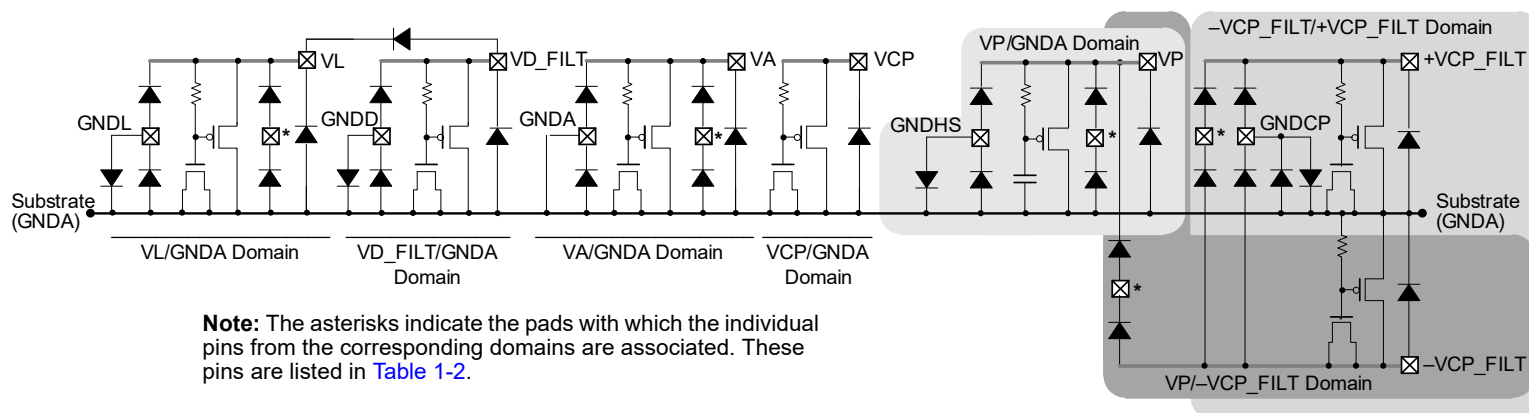 –VCP_FILT/+VCP_FILT Domain
VP/GNDA Domain
VL
VD_FILT
VA
VCP
VP
+VCP_FILT
GNDL
GNDD
GNDA
GNDHS
GNDCP
*
*
*
*
Substrate
(GNDA)
Substrate
(GNDA)
VL/GNDA Domain
VD_FILT/GNDA
Domain
VA/GNDA Domain
VCP/GNDA
Domain
*
Note: The asterisks indicate the pads with which the individual
pins from the corresponding domains are associated. These
pins are listed in Table 1-2.
–VCP_FILT
VP/–VCP_FILT Domain